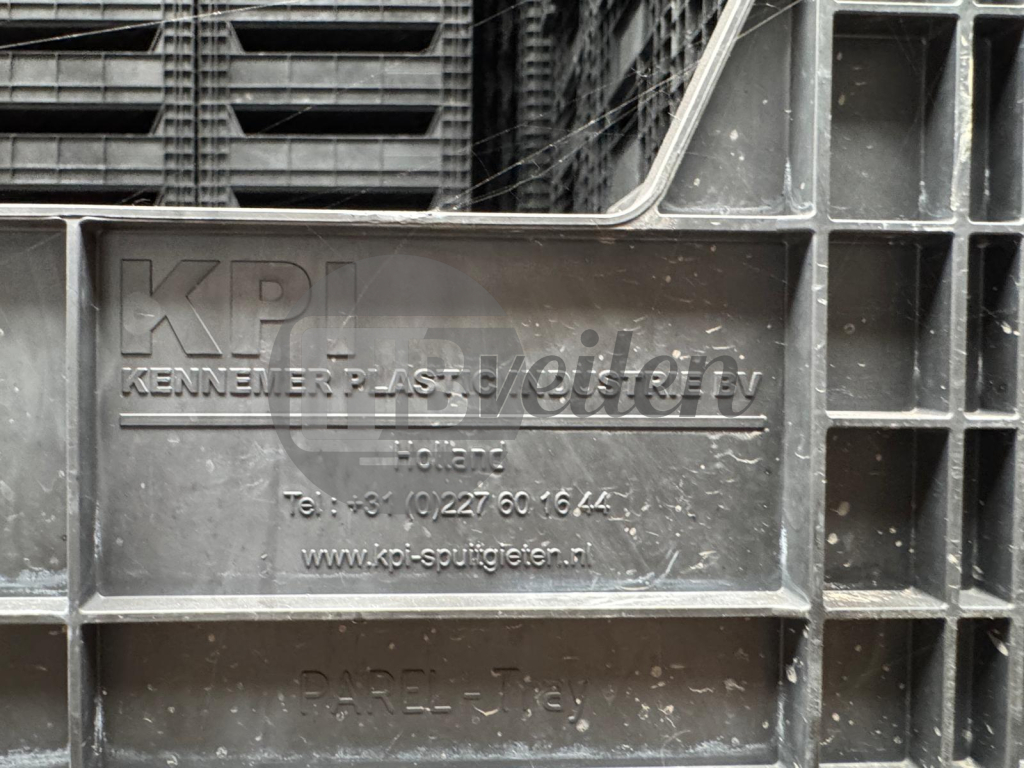 KPI
KENNEMER PLASTIC INDUSTRIE BV
Holland
Tel : +31 (0)227 60 16 44
www.kpi-spuitgieten.nl
PAREL - Tray
HBveilen